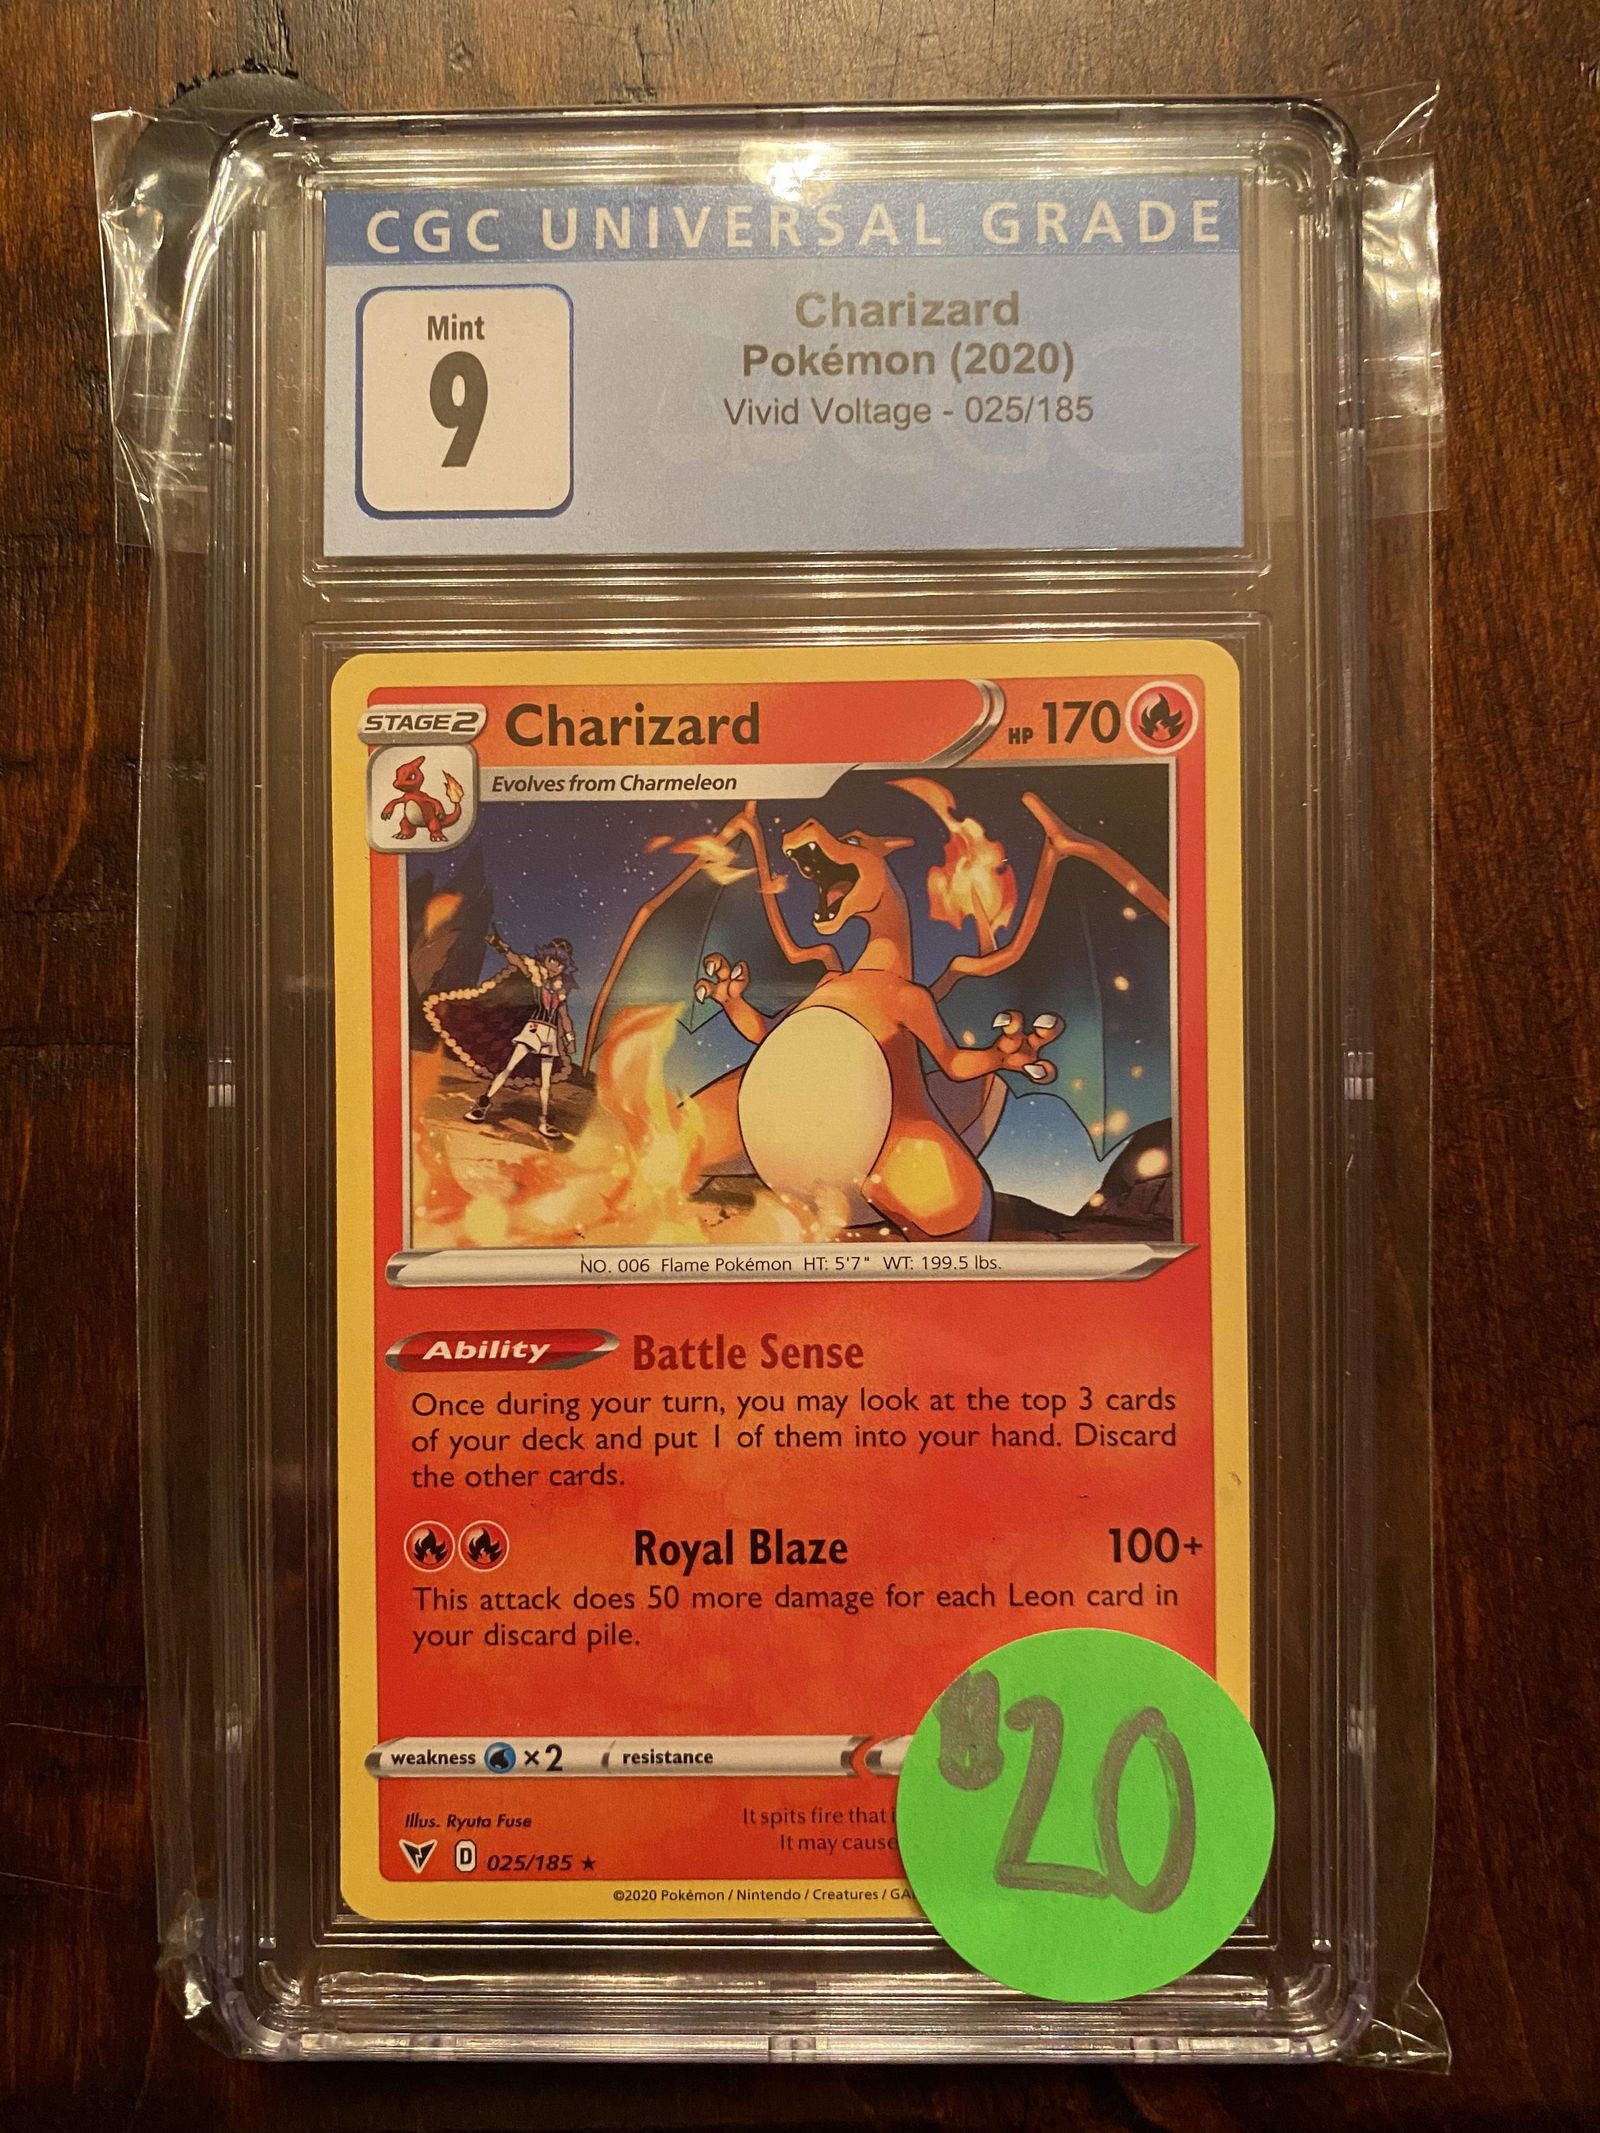 CGC UNIVERSAL GRADE
Mint
9
Charizard
Pokémon (2020)
Vivid Voltage - 025/185
STAGE 2
Charizard
HP 170
Evolves from Charmeleon
NO. 006 Flame Pokémon HT: 5'7" WT: 199.5 lbs.
Ability Battle Sense
Once during your turn, you may look at the top 3 cards
of your deck and put 1 of them into your hand. Discard
the other cards.
Royal Blaze 100+
This attack does 50 more damage for each Leon card in
your discard pile.
weakness ×2 resistance
Illus. Ryuta Fuse
It spits fire that
It may cause
D 025/185 ★
©2020 Pokémon / Nintendo / Creatures /
20